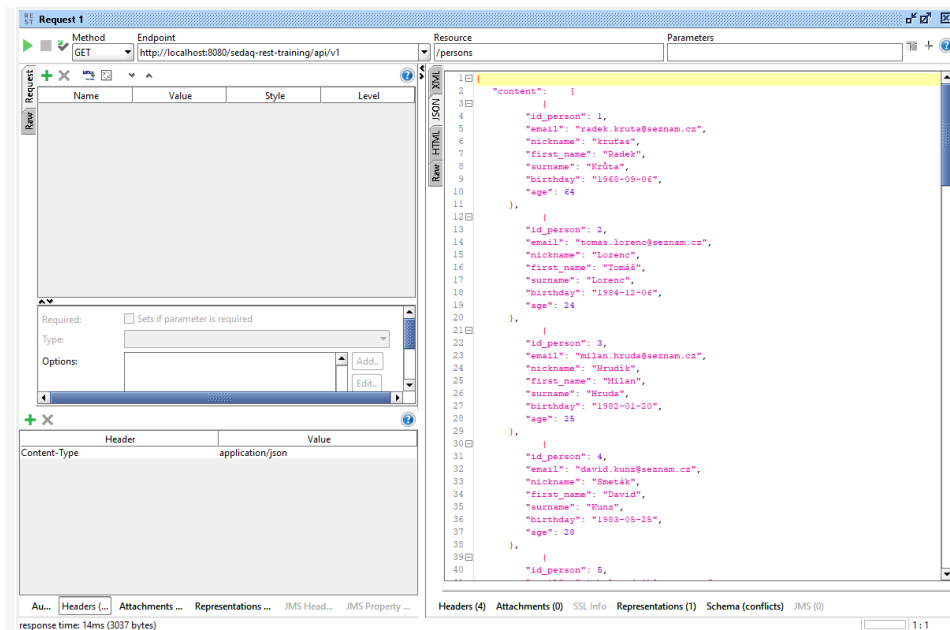 REST Request 1
Method Endpoint Resource Parameters
GET http://localhost:8080/sedaq-rest-training/api/v1 /persons
Request
Raw
Name Value Style Level
Required: Sets if parameter is required
Type:
Options: Add..
Edit..
Header Value
Content-Type application/json
Au... Headers (... Attachments ... Representations ... JMS Head... JMS Property ...
response time: 14ms (3037 bytes)
XML
JSON
HTML
Raw
1 {
2 "content": [
3 {
4 "id_person": 1,
5 "email": "radek.kruta@seznam.cz",
6 "nickname": "kruťas",
7 "first_name": "Radek",
8 "surname": "Krůta",
9 "birthday": "1968-09-06",
10 "age": 64
11 },
12 {
13 "id_person": 2,
14 "email": "tomas.lorenc@seznam.cz",
15 "nickname": "Lorenc",
16 "first_name": "Tomáš",
17 "surname": "Lorenc",
18 "birthday": "1984-12-06",
19 "age": 24
20 },
21 {
22 "id_person": 3,
23 "email": "milan.hruda@seznam.cz",
24 "nickname": "Hrudik",
25 "first_name": "Milan",
26 "surname": "Hruda",
27 "birthday": "1982-01-20",
28 "age": 25
29 },
30 {
31 "id_person": 4,
32 "email": "david.kunz@seznam.cz",
33 "nickname": "Smeták",
34 "first_name": "David",
35 "surname": "Kunz",
36 "birthday": "1983-05-25",
37 "age": 28
38 },
39 {
40 "id_person": 5,
Headers (4) Attachments (0) SSL Info Representations (1) Schema (conflicts) JMS (0)
1 : 1